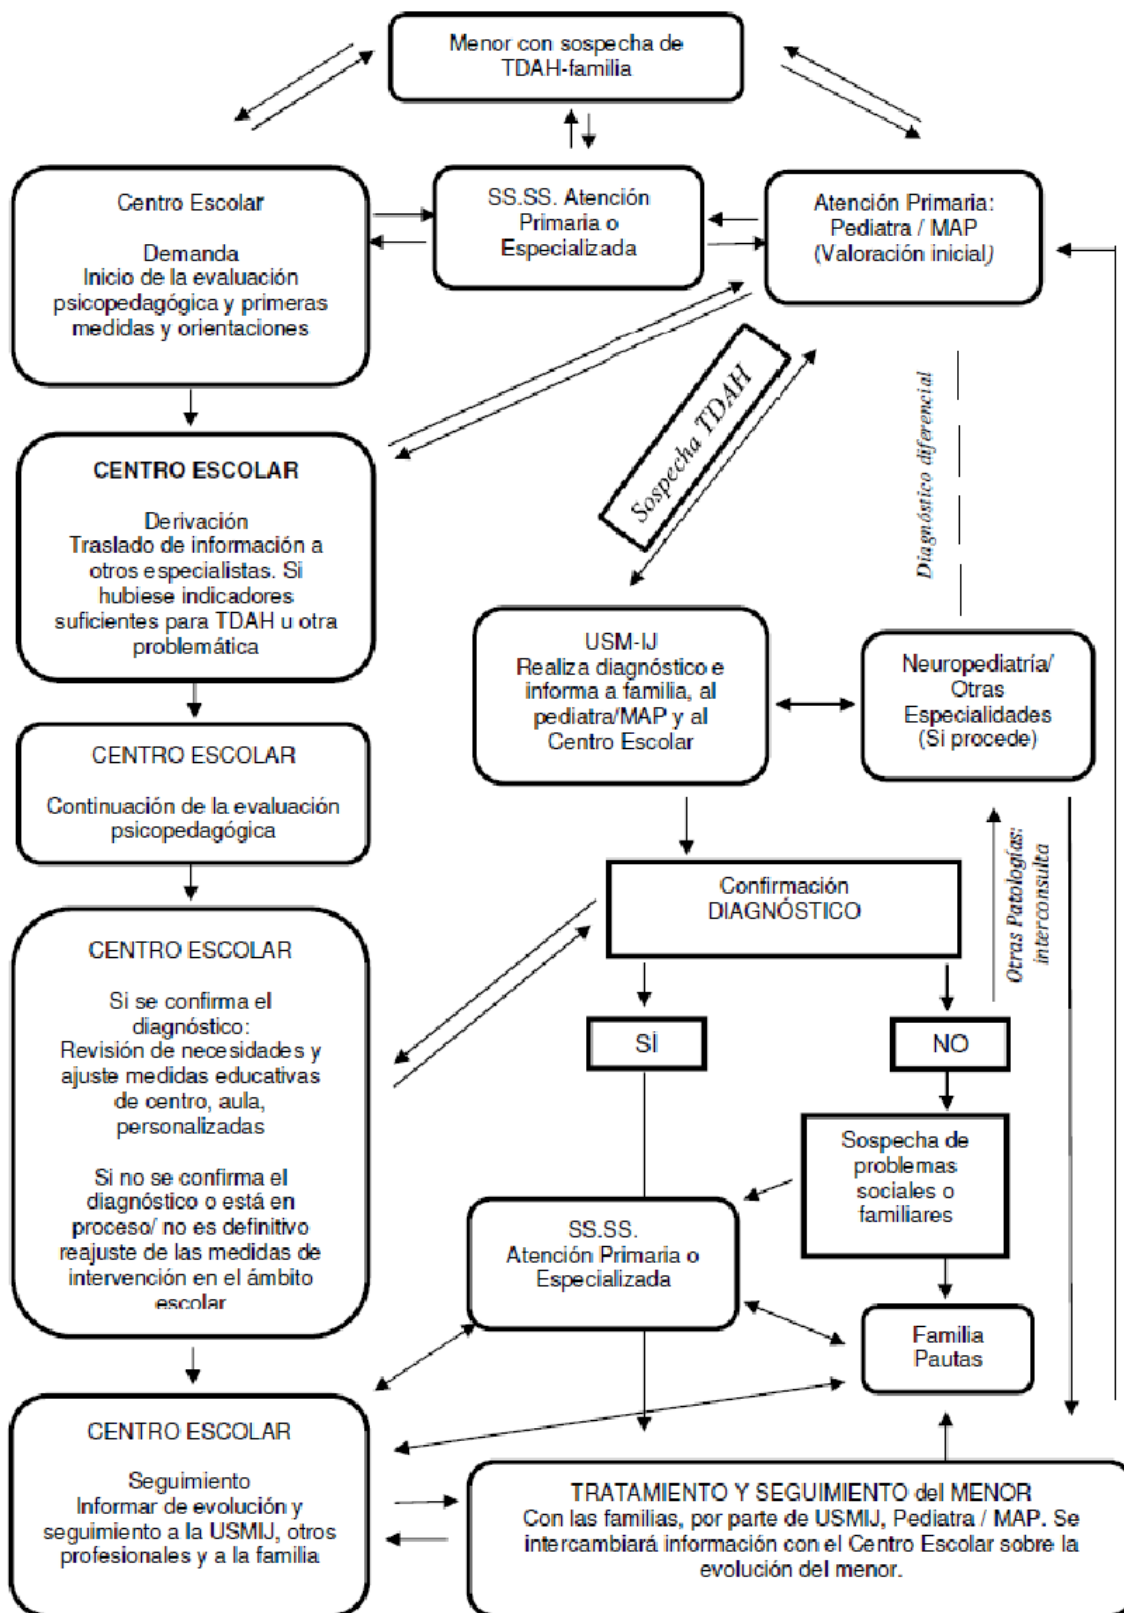 Menor con sospecha de
TDAH-familia
Centro Escolar
Demanda
Inicio de la evaluación
psicopedagógica y primeras
medidas y orientaciones
SS.SS. Atención
Primaria o
Especializada
Atención Primaria:
Pediatra / MAP
(Valoración inicial)
Sospecha TDAH
Diagnóstico diferencial
CENTRO ESCOLAR
Derivación
Traslado de información a
otros especialistas. Si
hubiese indicadores
suficientes para TDAH u otra
problemática
USM-IJ
Realiza diagnóstico e
informa a familia, al
pediatra/MAP y al
Centro Escolar
Neuropediatría/
Otras
Especialidades
(Si procede)
CENTRO ESCOLAR
Continuación de la evaluación
psicopedagógica
Confirmación
DIAGNÓSTICO
Otras Patologías:
interconsulta
SÍ
NO
CENTRO ESCOLAR
Si se confirma el
diagnóstico:
Revisión de necesidades y
ajuste medidas educativas
de centro, aula,
personalizadas
Si no se confirma el
diagnóstico o está en
proceso/ no es definitivo
reajuste de las medidas de
intervención en el ámbito
escolar
Sospecha de
problemas
sociales o
familiares
SS.SS.
Atención Primaria o
Especializada
Familia
Pautas
CENTRO ESCOLAR
Seguimiento
Informar de evolución y
seguimiento a la USMIJ, otros
profesionales y a la familia
TRATAMIENTO Y SEGUIMIENTO del MENOR
Con las familias, por parte de USMIJ, Pediatra / MAP. Se
intercambiará información con el Centro Escolar sobre la
evolución del menor.